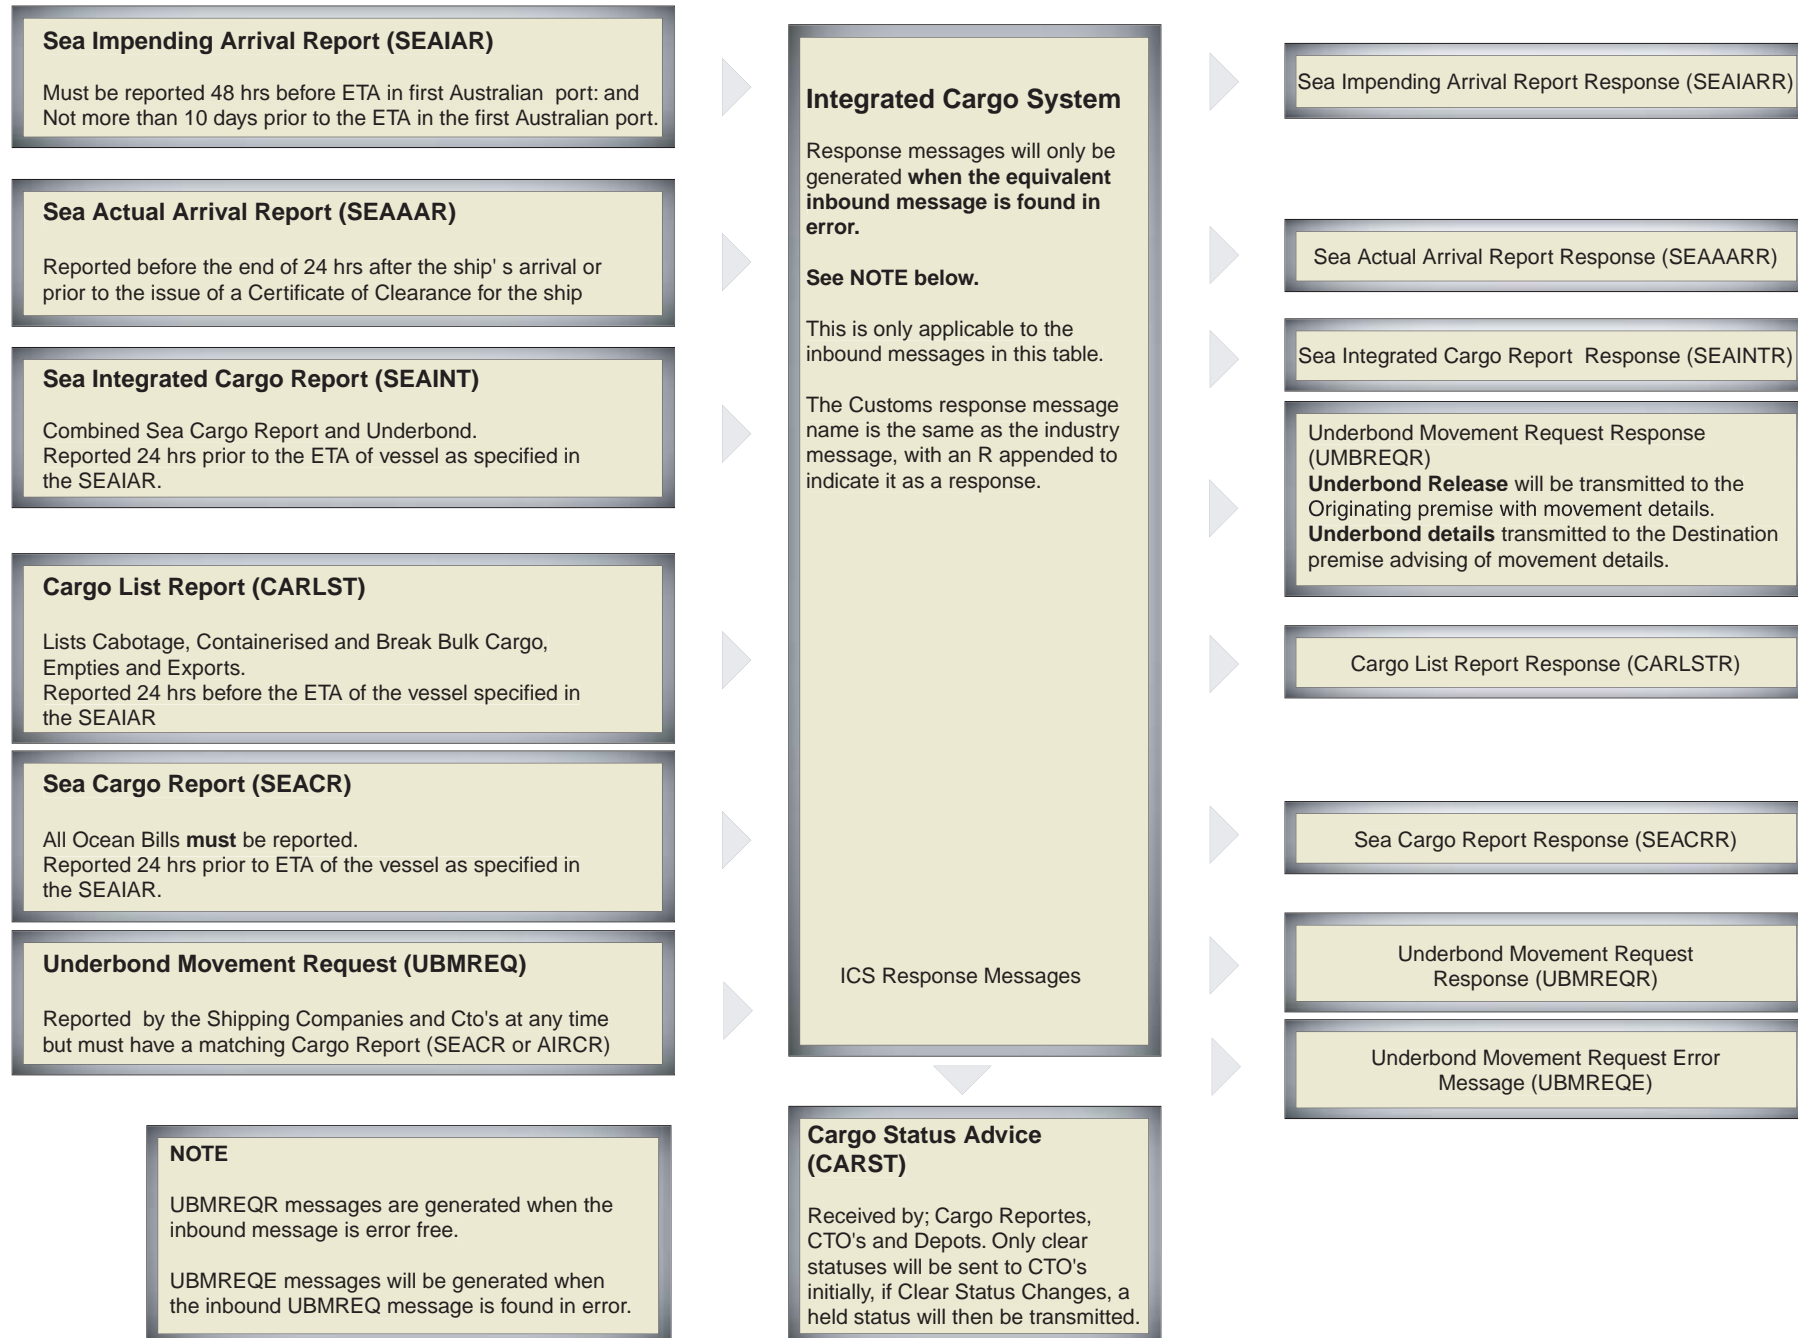 Sea Impending Arrival Report (SEAIAR)
Must be reported 48 hrs before ETA in first Australian port: and
Not more than 10 days prior to the ETA in the first Australian port.
Sea Actual Arrival Report (SEAAAR)
Reported before the end of 24 hrs after the ship' s arrival or
prior to the issue of a Certificate of Clearance for the ship
Sea Integrated Cargo Report (SEAINT)
Combined Sea Cargo Report and Underbond.
Reported 24 hrs prior to the ETA of vessel as specified in
the SEAIAR.
Cargo List Report (CARLST)
Lists Cabotage, Containerised and Break Bulk Cargo,
Empties and Exports.
Reported 24 hrs before the ETA of the vessel specified in
the SEAIAR
Sea Cargo Report (SEACR)
All Ocean Bills must be reported.
Reported 24 hrs prior to ETA of the vessel as specified in
the SEAIAR.
Underbond Movement Request (UBMREQ)
Reported by the Shipping Companies and Cto's at any time
but must have a matching Cargo Report (SEACR or AIRCR)
NOTE
UBMREQR messages are generated when the
inbound message is error free.
UBMREQE messages will be generated when
the inbound UBMREQ message is found in error.
Integrated Cargo System
Response messages will only be
generated when the equivalent
inbound message is found in
error.
See NOTE below.
This is only applicable to the
inbound messages in this table.
The Customs response message
name is the same as the industry
message, with an R appended to
indicate it as a response.
ICS Response Messages
Cargo Status Advice
(CARST)
Received by; Cargo Reportes,
CTO's and Depots. Only clear
statuses will be sent to CTO's
initially, if Clear Status Changes, a
held status will then be transmitted.
Sea Impending Arrival Report Response (SEAIARR)
Sea Actual Arrival Report Response (SEAAARR)
Sea Integrated Cargo Report Response (SEAINTR)
Underbond Movement Request Response
(UMBREQR)
Underbond Release will be transmitted to the
Originating premise with movement details.
Underbond details transmitted to the Destination
premise advising of movement details.
Cargo List Report Response (CARLSTR)
Sea Cargo Report Response (SEACRR)
Underbond Movement Request
Response (UBMREQR)
Underbond Movement Request Error
Message (UBMREQE)